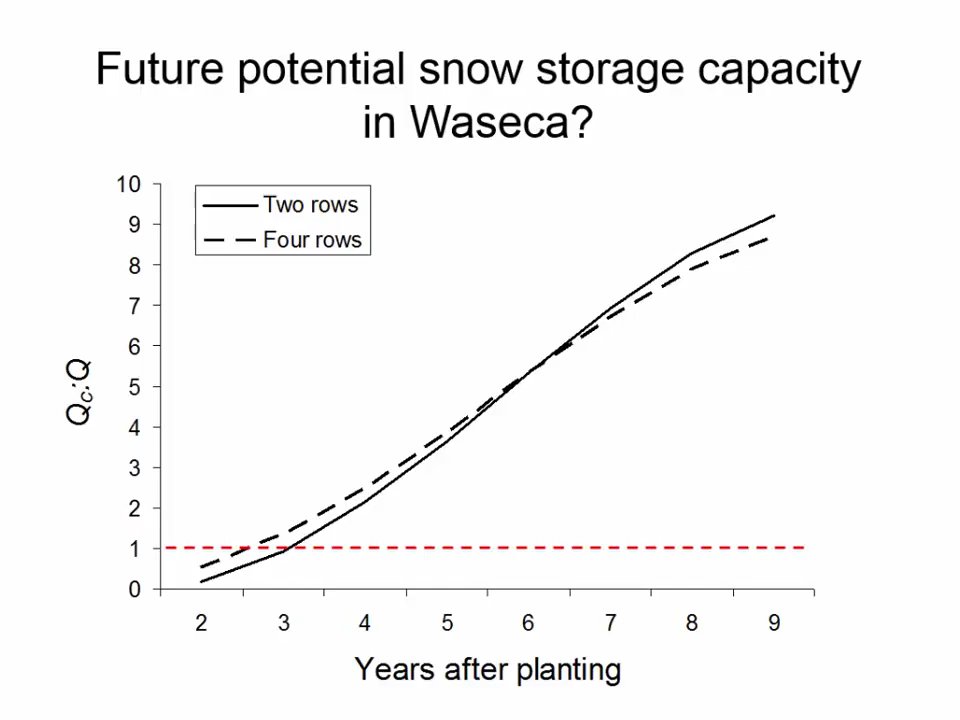 Future potential snow storage capacity
in Waseca?
10
9
8
7
6
5
4
3
2
1
0
Two rows
Four rows
Qc:Q
2 3 4 5 6 7 8 9
Years after planting